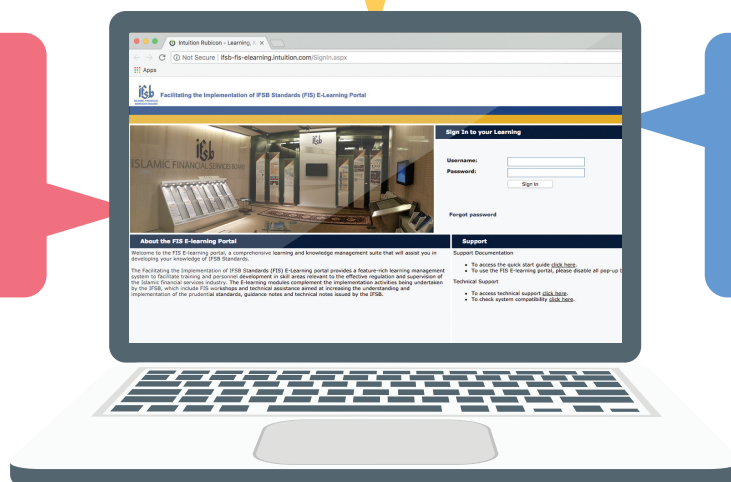 Intuition Rubicon - Learning,
Not Secure | ifsb-fis-elearning.intuition.com/Signin.aspx
Apps
ifsb
ISLAMIC FINANCIAL SERVICES BOARD
Facilitating the Implementation of IFSB Standards (FIS) E-Learning Portal
ifsb
ISLAMIC FINANCIAL SERVICES BOARD
Sign In to your Learning
Username:
Password:
Sign In
Forgot password
About the FIS E-learning Portal
Welcome to the FIS E-learning portal, a comprehensive learning and knowledge management suite that will assist you in
developing your knowledge of IFSB Standards.
The Facilitating the Implementation of IFSB Standards (FIS) E-Learning portal provides a feature-rich learning management
system to facilitate training and personnel development in skill areas relevant to the effective regulation and supervision of
the Islamic financial services industry. The E-learning modules complement the implementation activities being undertaken
by the IFSB, which include FIS workshops and technical assistance aimed at increasing the understanding and
implementation of the prudential standards, guidance notes and technical notes issued by the IFSB.
Support
Support Documentation
• To access the quick start guide click here.
• To use the FIS E-learning portal, please disable all pop-up
Technical Support
• To access technical support click here.
• To check system compatibility click here.